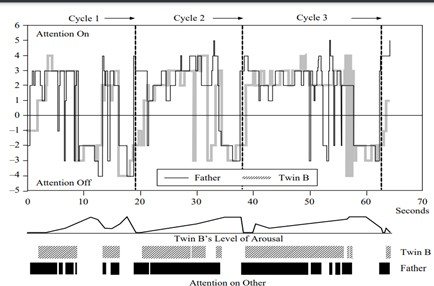 Cycle 1 Cycle 2 Cycle 3
6
5
4
3
2
1
0
−1
−2
−3
−4
−5
Attention On
Attention Off
Father Twin B
0 10 20 30 40 50 60 70
Seconds
Twin B's Level of Arousal
Twin B
Father
Attention on Other